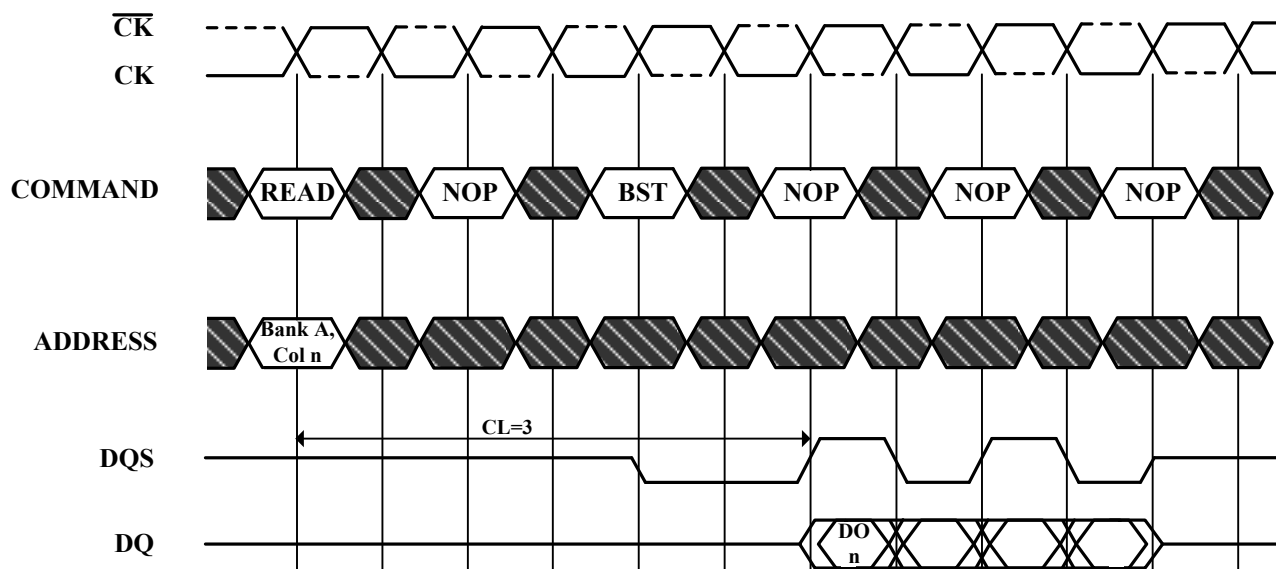 CK
CK
COMMAND
READ
NOP
BST
NOP
NOP
NOP
ADDRESS
Bank A,
Col n
CL=3
DQS
DQ
DO
n